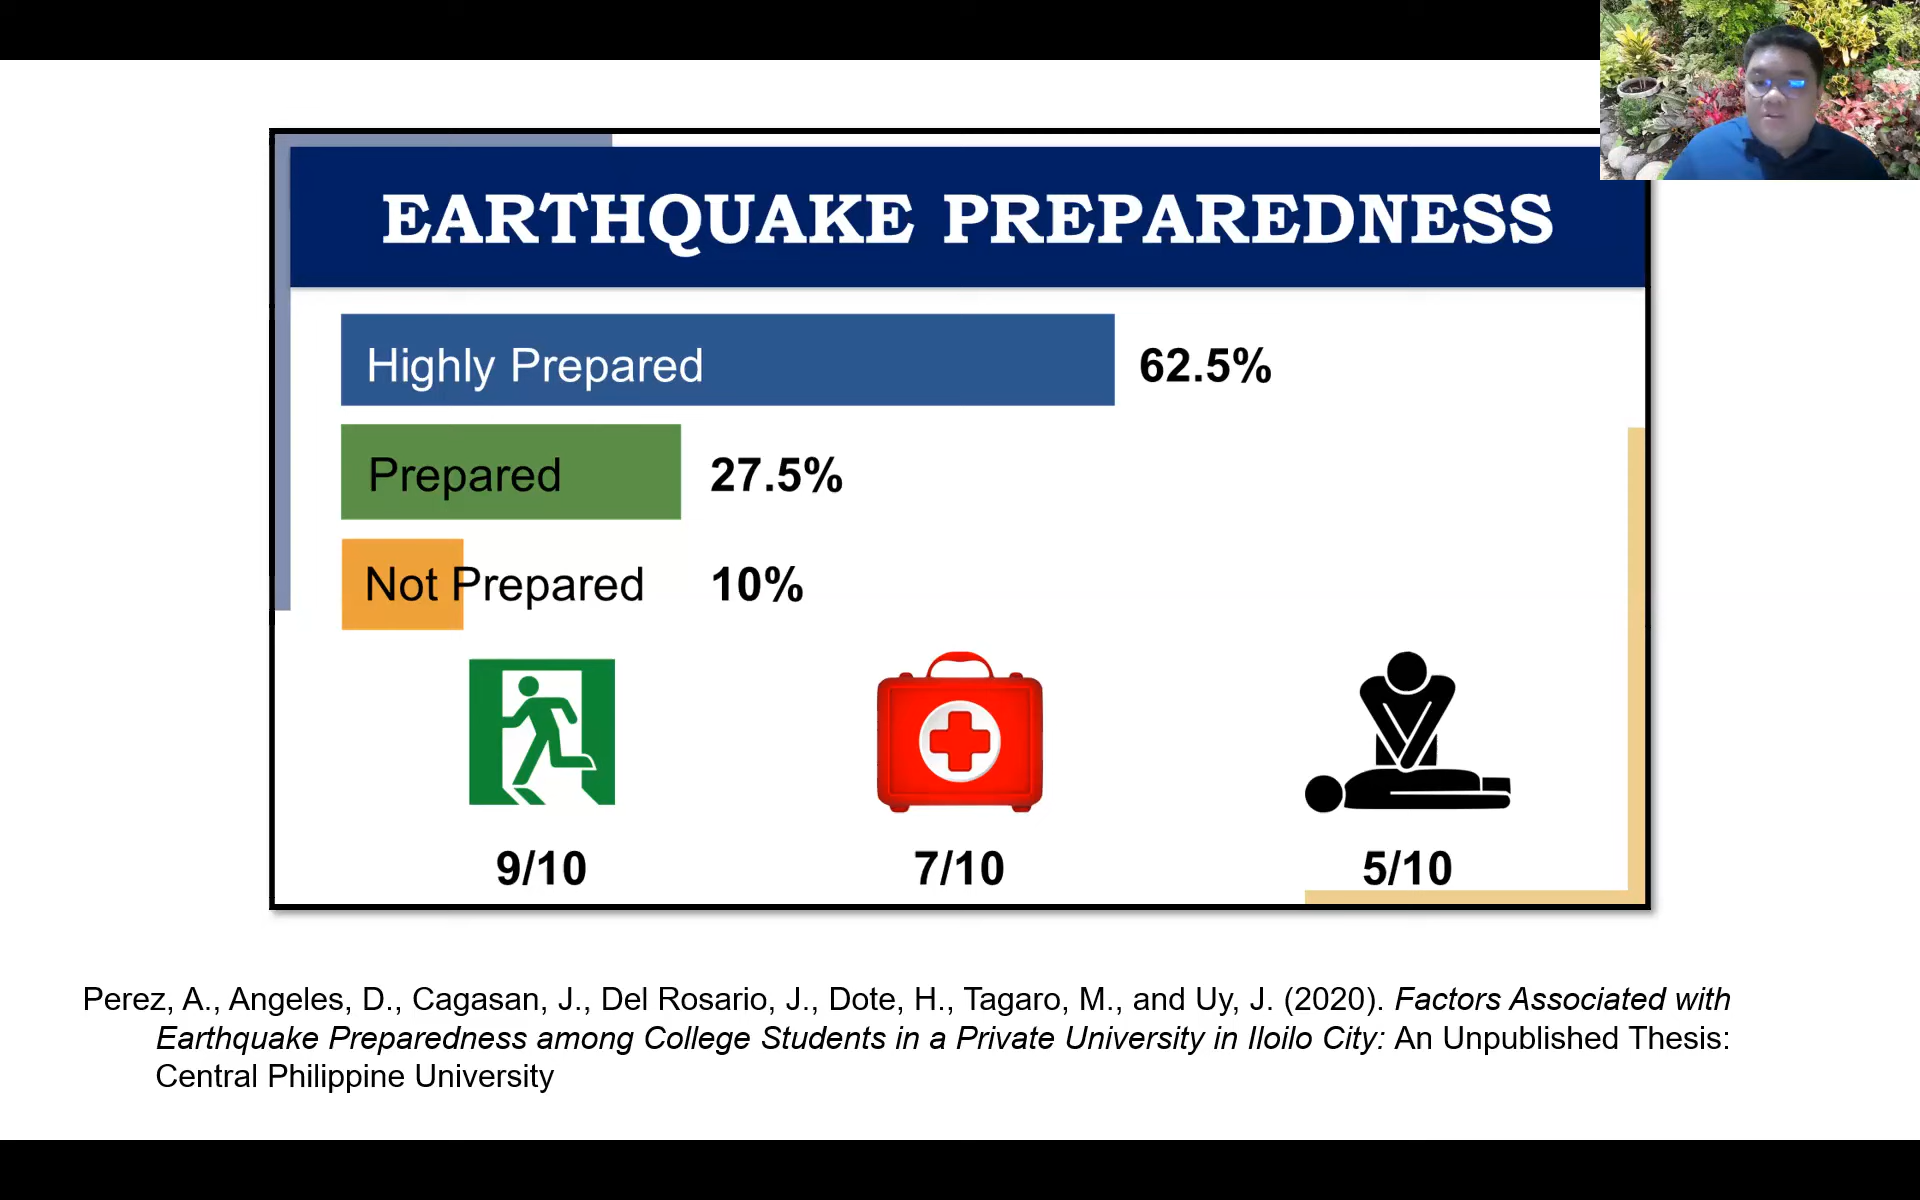 EARTHQUAKE PREPAREDNESS
Highly Prepared 62.5%
Prepared 27.5%
Not Prepared 10%
9/10 7/10 5/10
Perez, A., Angeles, D., Cagasan, J., Del Rosario, J., Dote, H., Tagaro, M., and Uy, J. (2020). Factors Associated with
Earthquake Preparedness among College Students in a Private University in Iloilo City: An Unpublished Thesis:
Central Philippine University